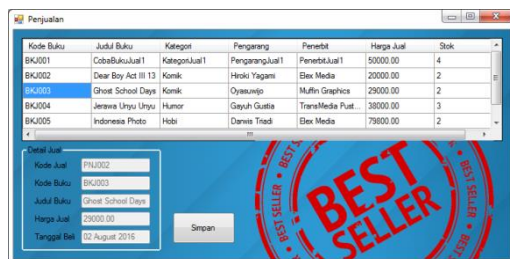 Penjualan
Kode Buku Judul Buku Kategori Pengarang Penerbit Harga Jual Stok
BKJ001 CobaBukuJual1 KategoriJual1 PengarangJual1 PenerbitJual1 50000.00 4
BKJ002 Dear Boy Act III 13 Komik Hiroki Yagami Elex Media 20000.00 2
BKJ003 Ghost School Days Komik Oyasuwijo Muffin Graphics 29000.00 2
BKJ004 Jerawa Unyu Unyu Humor Gayuh Gustia TransMedia Pust... 38000.00 3
BKJ005 Indonesia Photo Hobi Darwis Triadi Elex Media 79800.00 2
Detail Jual
Kode Jual PNJ002
Kode Buku BKJ003
Judul Buku Ghost School Days
Harga Jual 29000.00
Tanggal Beli 02 August 2016
Simpan
BEST SELLER
BEST SELLER
BEST SELLER